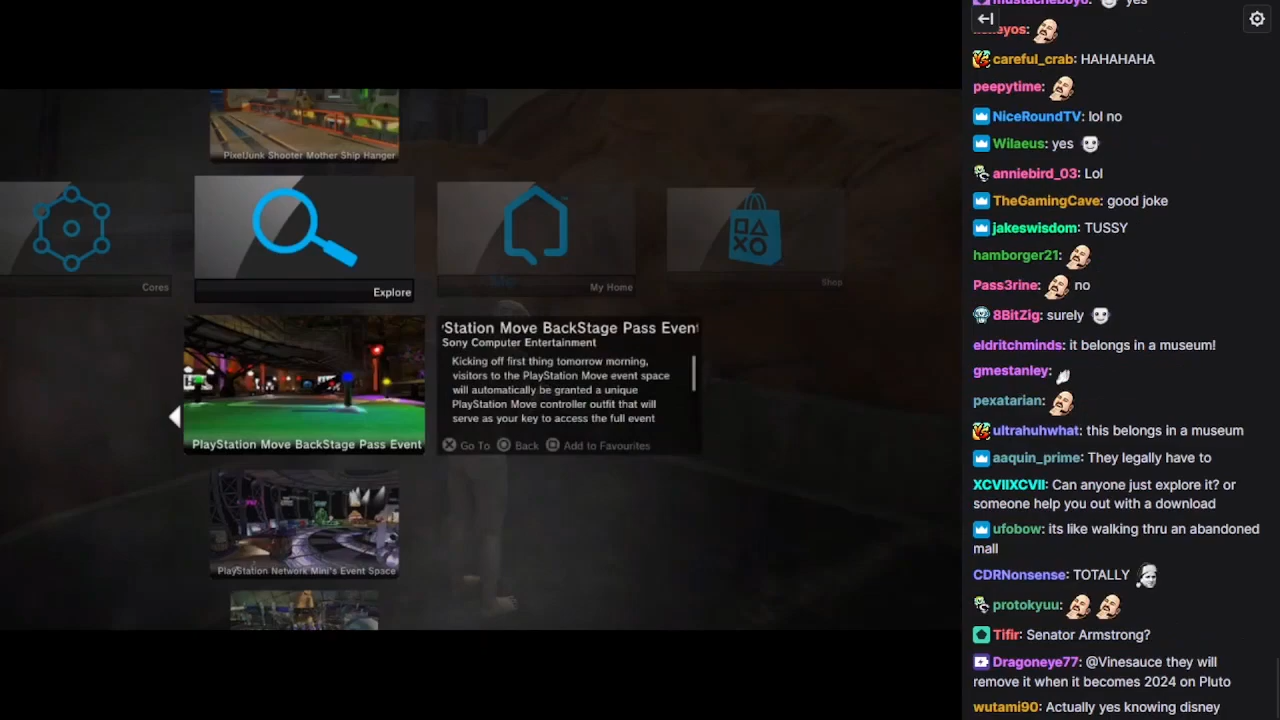 PixelJunk Shooter Mother Ship Hanger
Cores
Explore
My Home
Shop
PlayStation Move BackStage Pass Event
Station Move BackStage Pass Event
Sony Computer Entertainment
Kicking off first thing tomorrow morning,
visitors to the PlayStation Move event space
will automatically be granted a unique
PlayStation Move controller outfit that will
serve as your key to access the full event
Go To Back Add to Favourites
PlayStation Network Mini's Event Space
yes
careful_crab: HAHAHAHA
peepytime:
NiceRoundTV: lol no
Wilaeus: yes
anniebird_03: Lol
TheGamingCave: good joke
jakeswisdom: TUSSY
hamborger21:
Pass3rine: no
8BitZig: surely
eldritchminds: it belongs in a museum!
gmestanley:
pexatarian:
ultrahuhwhat: this belongs in a museum
aaquin_prime: They legally have to
XCVIIXCVII: Can anyone just explore it? or
someone help you out with a download
ufobow: its like walking thru an abandoned
mall
CDRNonsense: TOTALLY
protokyuu:
Tifir: Senator Armstrong?
Dragoneye77: @Vinesauce they will
remove it when it becomes 2024 on Pluto
wutami90: Actually yes knowing disney